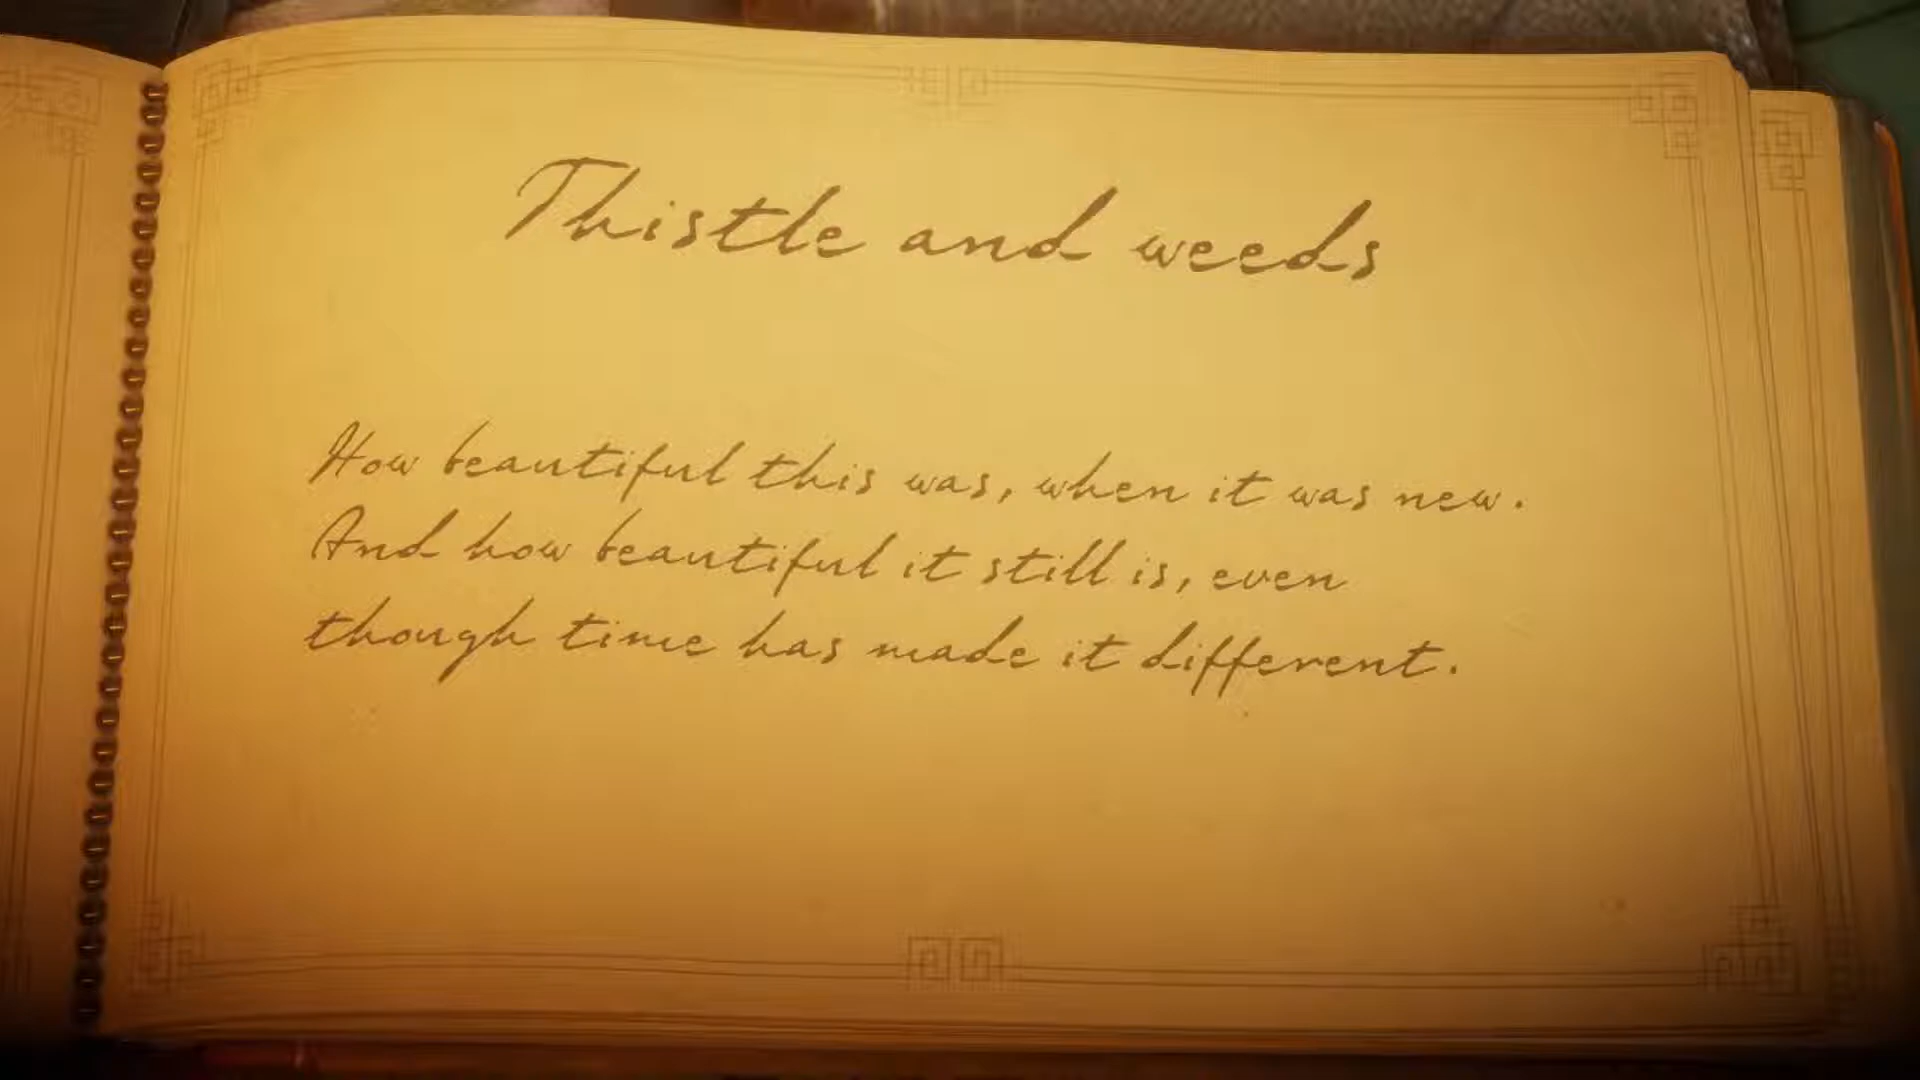 Thistle and weeds
How beautiful this was, when it was new.
And how beautiful it still is, even
though time has made it different.